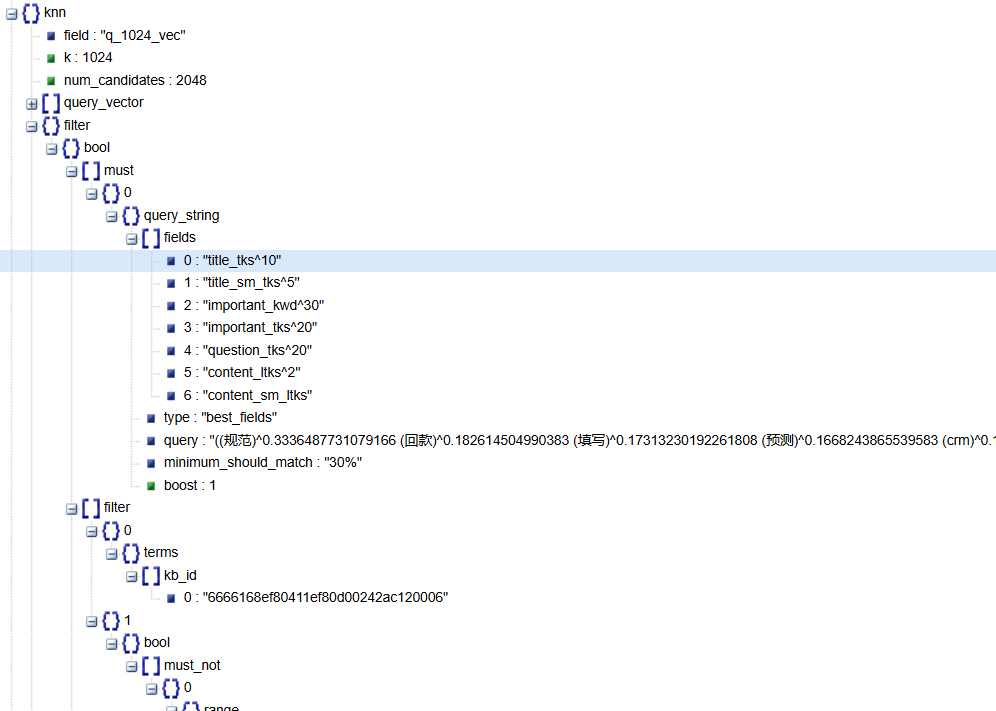 knn
field : "q_1024_vec"
k : 1024
num_candidates : 2048
query_vector
filter
bool
must
0
query_string
fields
0 : "title_tks^10"
1 : "title_sm_tks^5"
2 : "important_kwd^30"
3 : "important_tks^20"
4 : "question_tks^20"
5 : "content_ltks^2"
6 : "content_sm_ltks"
type : "best_fields"
query : "((规范)^0.3336487731079166 (回款)^0.182614504990383 (填写)^0.17313230192261808 (预测)^0.1668243865539583 (crm)^0.1
minimum_should_match : "30%"
boost : 1
filter
0
terms
kb_id
0 : "6666168ef80411ef80d00242ac120006"
1
bool
must_not
0
range